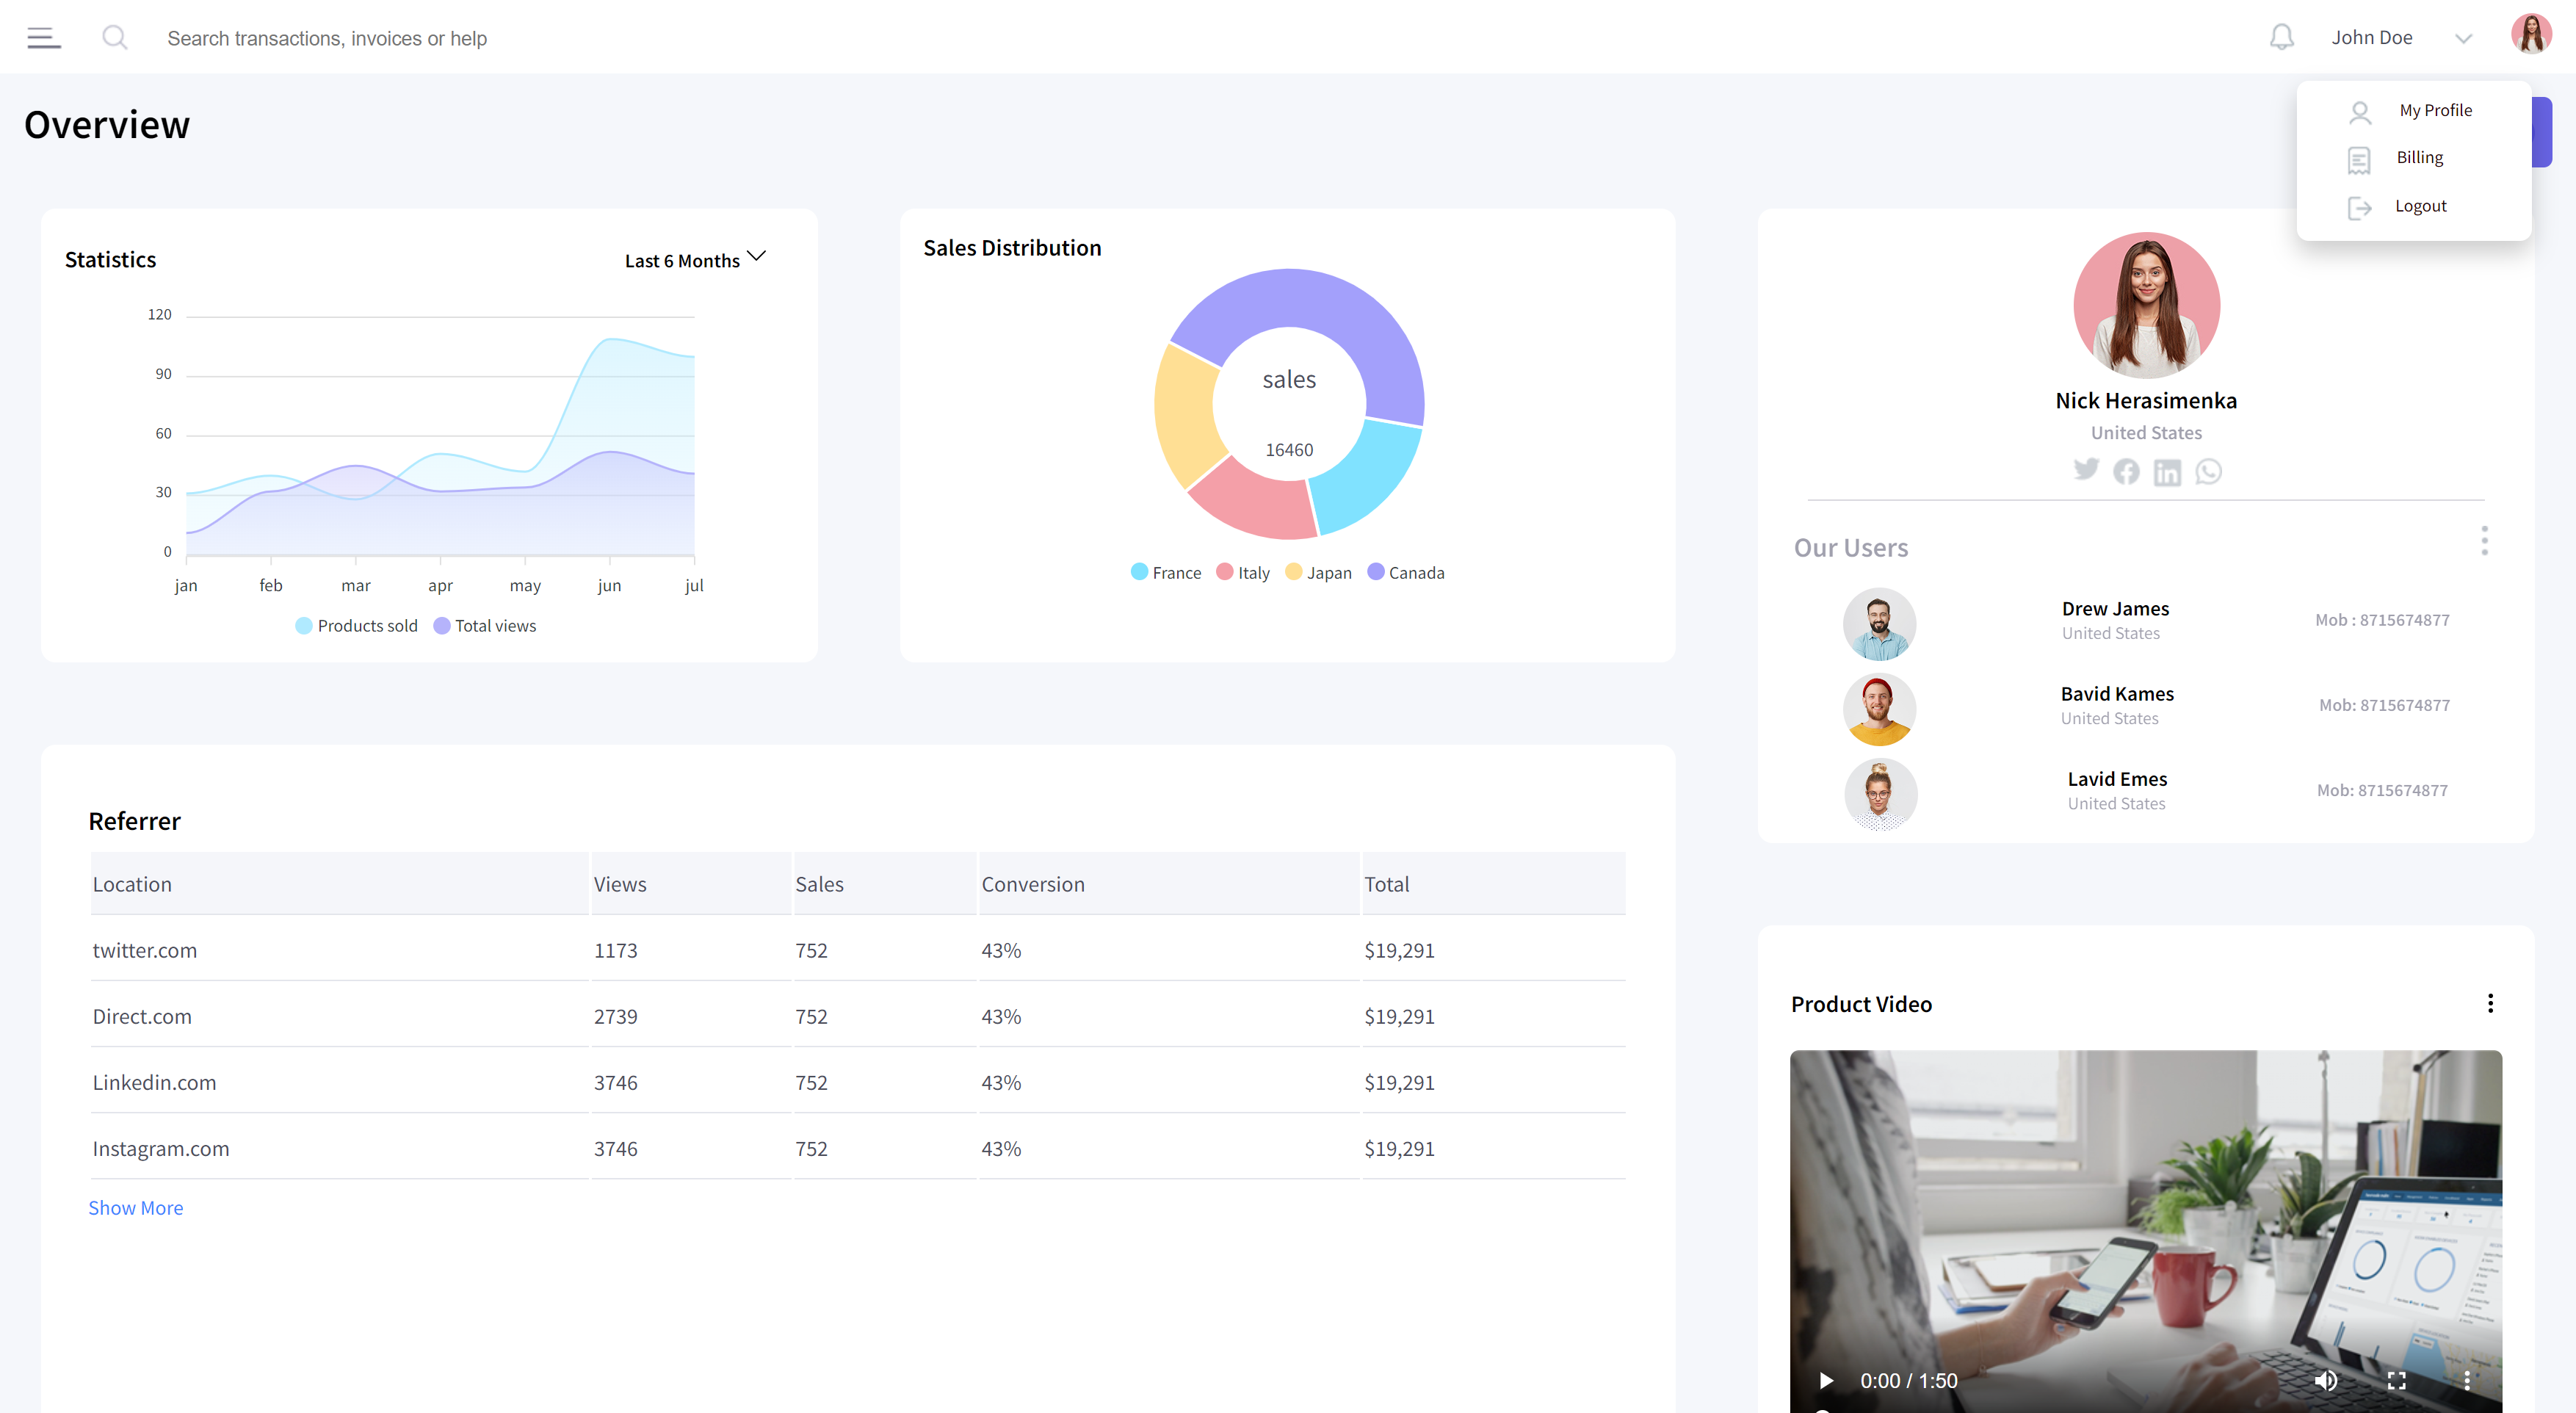 Search transactions, invoices or help
John Doe
Overview
My Profile
Billing
Logout
Statistics
Last 6 Months
120
90
60
30
0
jan feb mar apr may jun jul
Products sold Total views
Sales Distribution
sales
16460
France Italy Japan Canada
Nick Herasimenka
United States
Our Users
Drew James
United States
Mob : 8715674877
Bavid Kames
United States
Mob: 8715674877
Lavid Emes
United States
Mob: 8715674877
Referrer
Location Views Sales Conversion Total
twitter.com 1173 752 43% $19,291
Direct.com 2739 752 43% $19,291
Linkedin.com 3746 752 43% $19,291
Instagram.com 3746 752 43% $19,291
Show More
Product Video
0:00 / 1:50